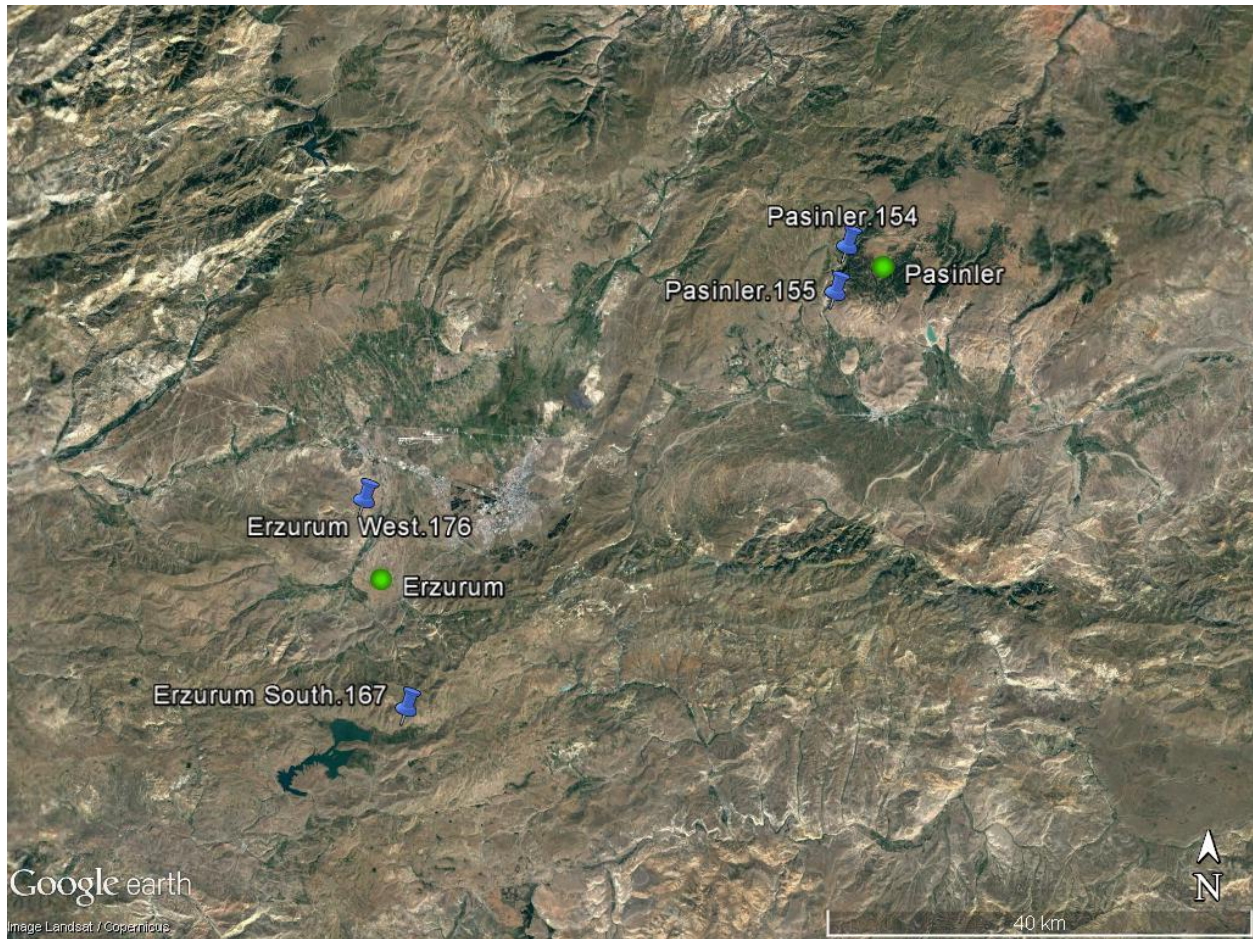 Pasinler.154
Pasinler
Pasinler.155
Erzurum West.176
Erzurum
Erzurum South.167
N
Google earth
Image Landsat / Copernicus
40 km